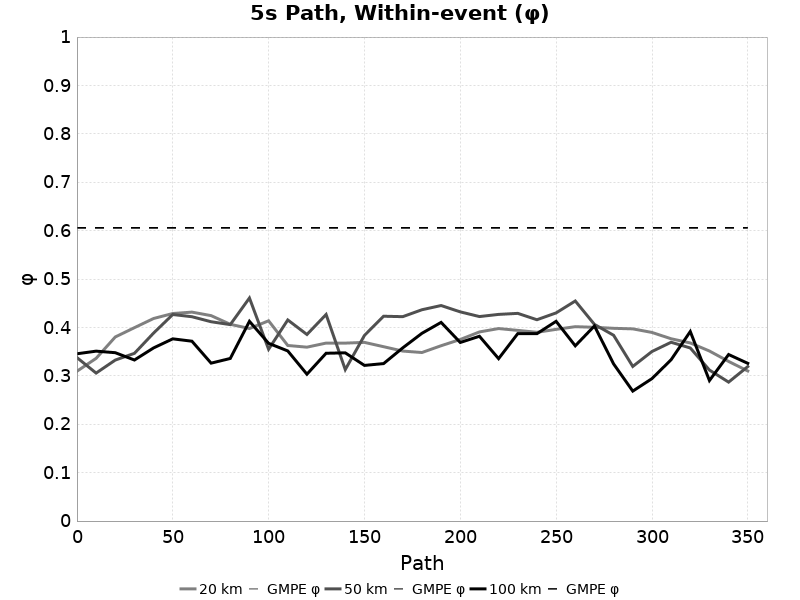 5s Path, Within-event (φ)
1
0.9
0.8
0.7
0.6
0.5
0.4
0.3
0.2
0.1
0
φ
0 50 100 150 200 250 300 350
Path
20 km GMPE φ 50 km GMPE φ 100 km GMPE φ